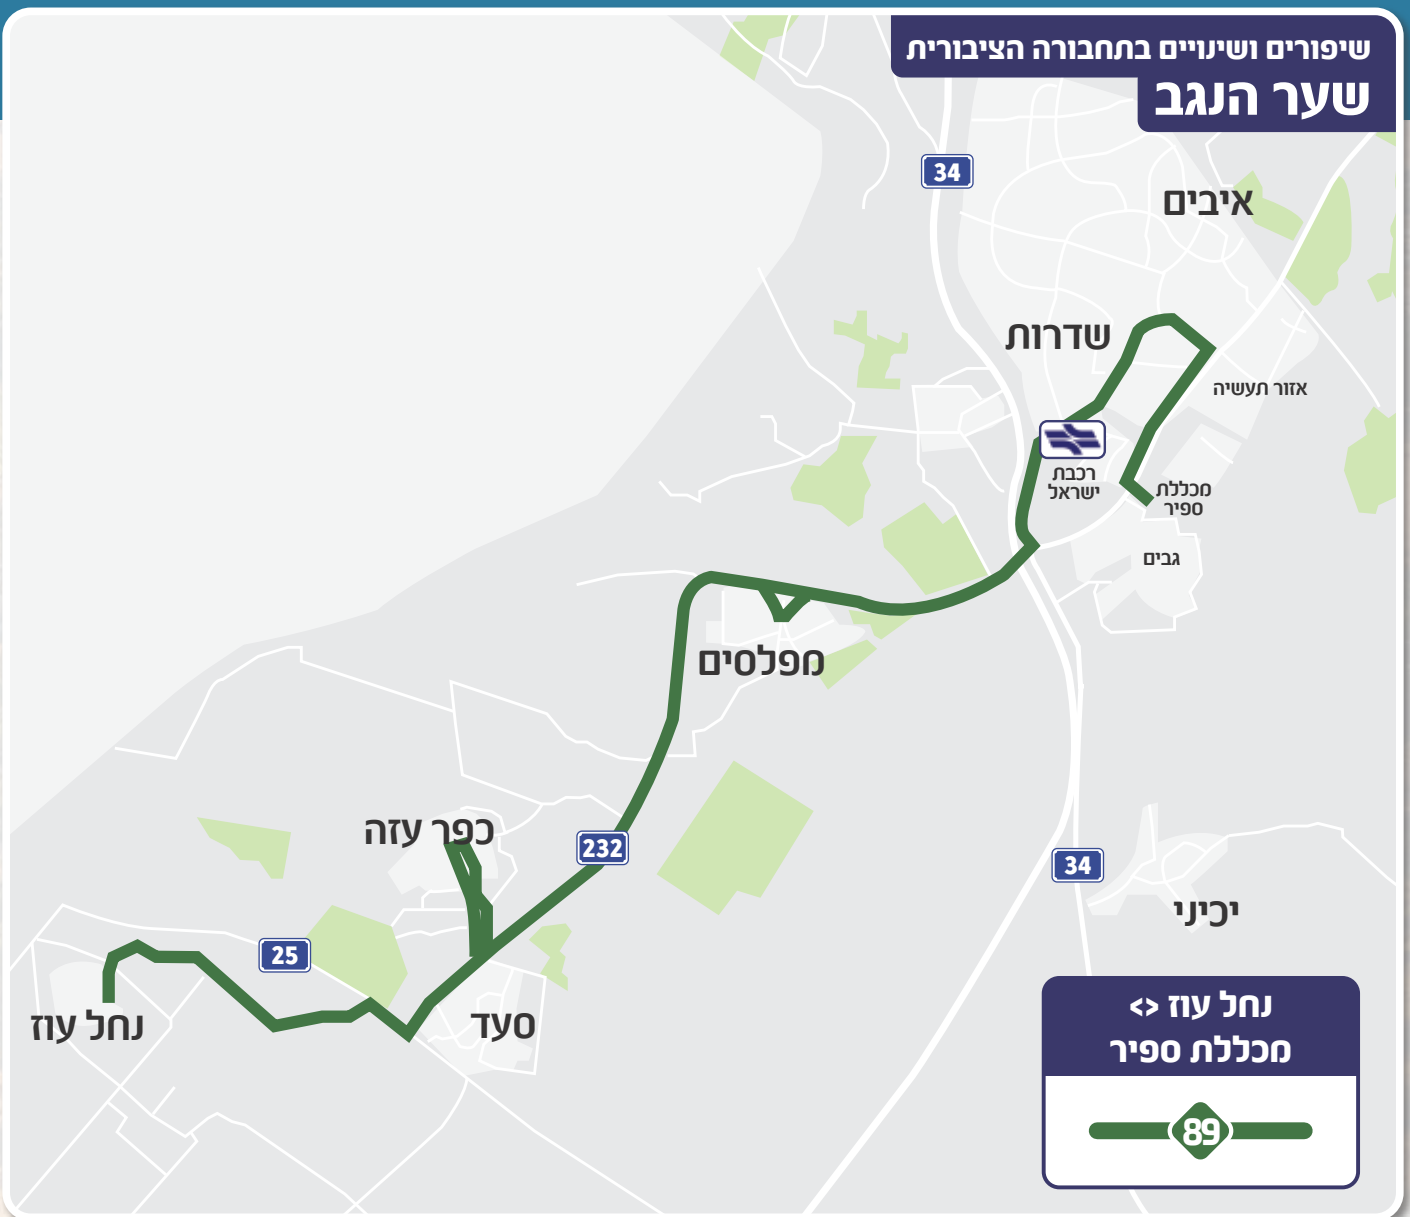 שיפורים ושינויים בתחבורה הציבורית
שער הנגב
34
איבים
שדרות
אזור תעשיה
רכבת
ישראל
מכללת
ספיר
גבים
מפלסים
כפר עזה
232
34
יכיני
25
נחל עוז
סעד
נחל עוז <>
מכללת ספיר
89